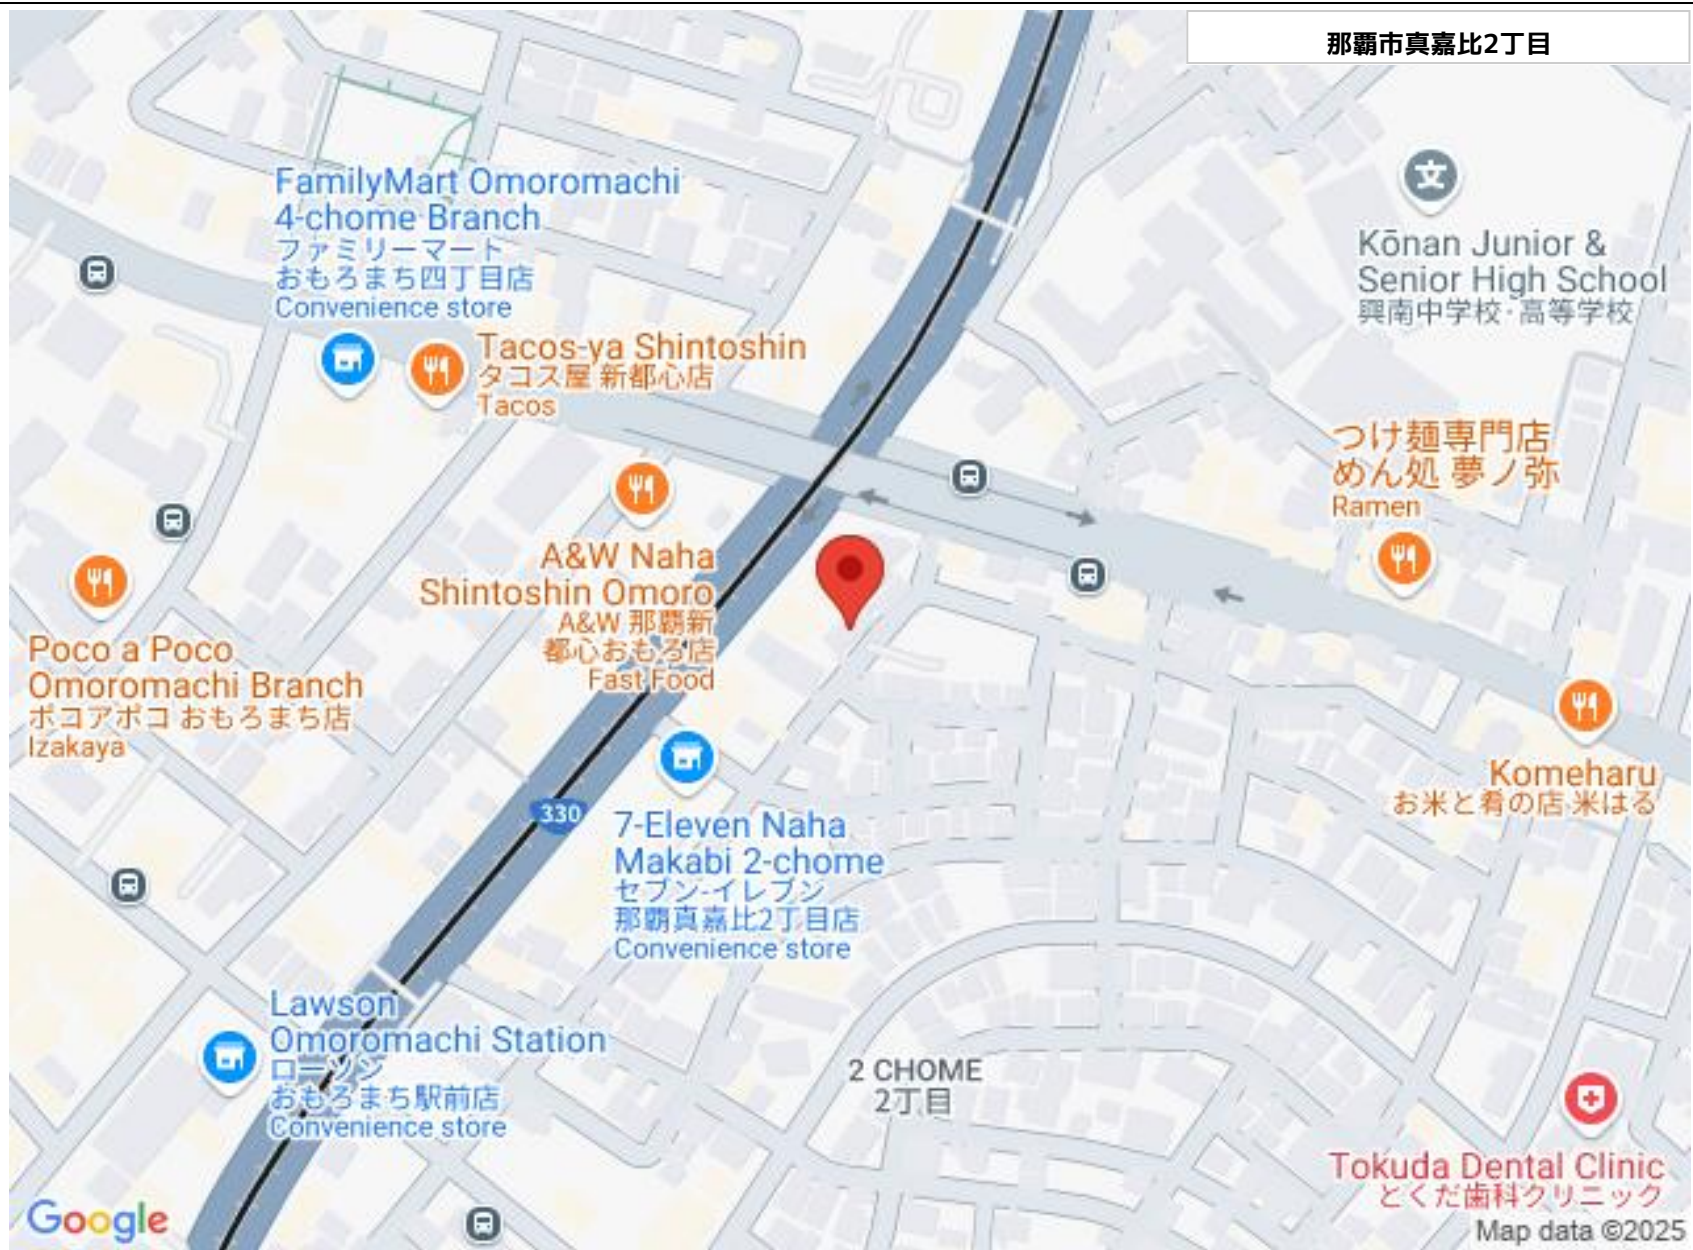 那覇市真嘉比2丁目
FamilyMart Omoromachi
4-chome Branch
ファミリーマート
おもろまち四丁目店
Convenience store
Kōnan Junior &
Senior High School
興南中学校・高等学校
Tacos-ya Shintoshin
タコス屋 新都心店
Tacos
つけ麺専門店
めん処 夢ノ弥
Ramen
A&W Naha
Shintoshin Omoro
A&W 那覇新
都心おもろ店
Fast Food
Poco a Poco
Omoromachi Branch
ポコアポコ おもろまち店
Izakaya
Komeharu
お米と肴の店 米はる
330
7-Eleven Naha
Makabi 2-chome
セブン-イレブン
那覇真嘉比2丁目店
Convenience store
Lawson
Omoromachi Station
ローソン
おもろまち駅前店
Convenience store
2 CHOME
2丁目
Tokuda Dental Clinic
とくだ歯科クリニック
Google
Map data ©2025
文